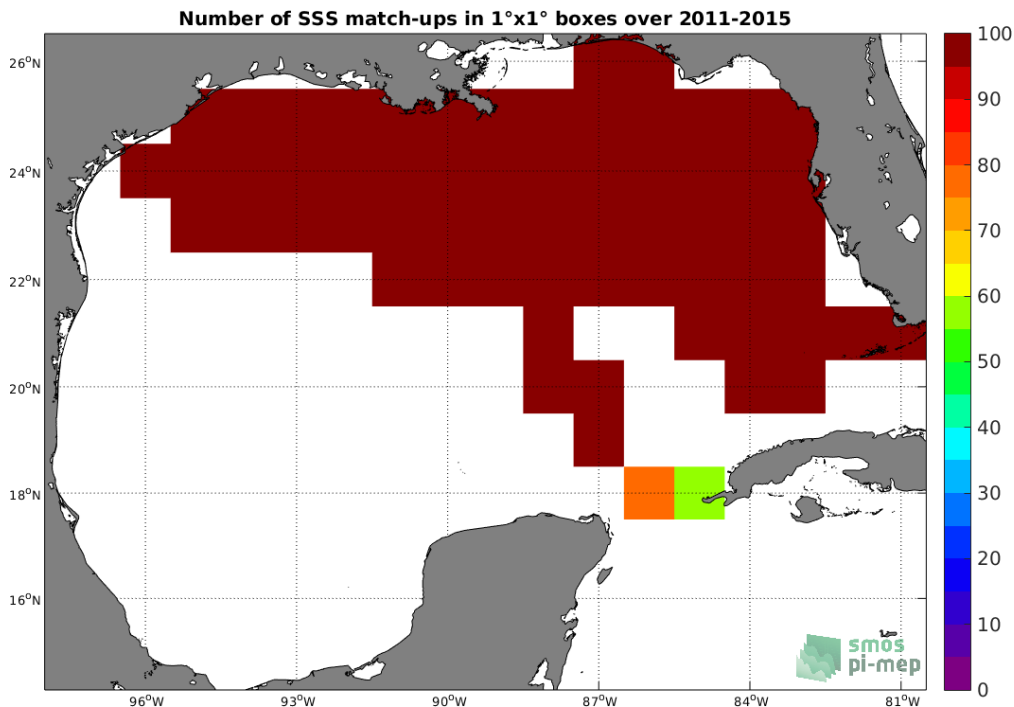 Number of SSS match-ups in 1°x1° boxes over 2011-2015
26°N
24°N
22°N
20°N
18°N
16°N
96°W
93°W
90°W
87°W
84°W
81°W
100
90
80
70
60
50
40
30
20
10
0
smos
pi-mep